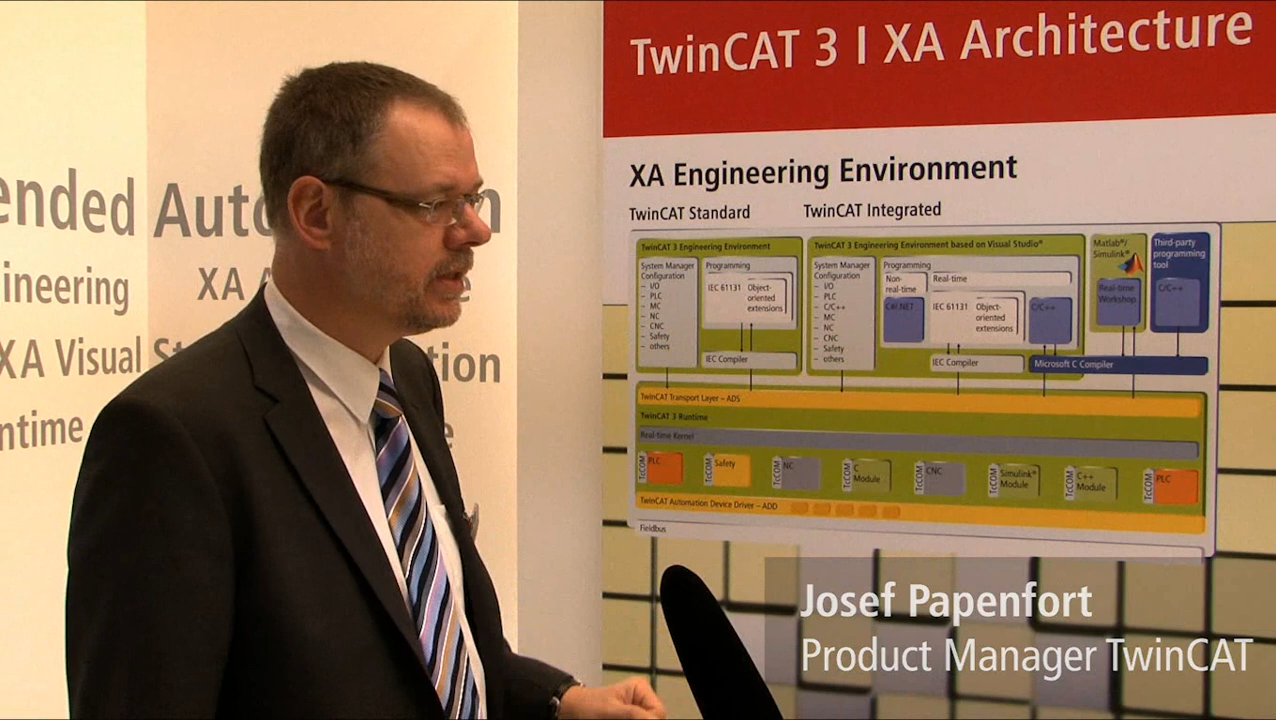 ended Auto
n
ineering
XA A
e
XA Visual St
tion
ntime
e
TwinCAT 3 I XA Architecture
XA Engineering Environment
TwinCAT Standard
TwinCAT Integrated
TwinCAT 3 Engineering Environment
System Manager
Configuration
– I/O
– PLC
– MC
– NC
– CNC
– Safety
– others
Programming
IEC 61131
Object-
oriented
extensions
IEC Compiler
TwinCAT 3 Engineering Environment based on Visual Studio®
System Manager
Configuration
– I/O
– PLC
– C/C++
– MC
– NC
– CNC
– Safety
– others
Programming
Non-
real-time
Real-time
C#/.NET
IEC 61131
Object-
oriented
extensions
C/C++
IEC Compiler
Microsoft C Compiler
Matlab®/
Simulink®
Real-time
Workshop
Third-party
programming
tool
C/C++
TwinCAT Transport Layer – ADS
TwinCAT 3 Runtime
Real-time Kernel
TcCOM
PLC
TcCOM
Safety
TcCOM
NC
TcCOM
C
Module
TcCOM
CNC
TcCOM
Simulink®
Module
TcCOM
C++
Module
TcCOM
PLC
TwinCAT Automation Device Driver – ADD
Fieldbus
Josef Papenfort
Product Manager TwinCAT